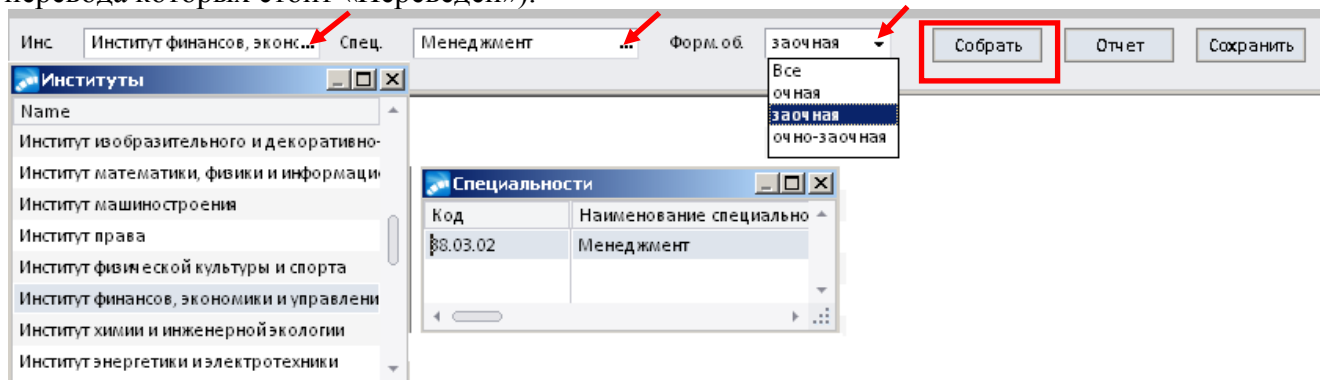 перевода которых стоит «Переведен»).
Инс. Институт финансов, эконс... Спец. Менеджмент ... Форм. об. заочная Собрать Отчет Сохранить
Все
очная
заочная
очно-заочная
Институты
Name
Институт изобразительного и декоративно-
Институт математики, физики и информаци
Институт машиностроения
Институт права
Институт физической культуры и спорта
Институт финансов, экономики и управлени
Институт химии и инженерной экологии
Институт энергетики и электротехники
Специальности
Код Наименование специально
38.03.02 Менеджмент